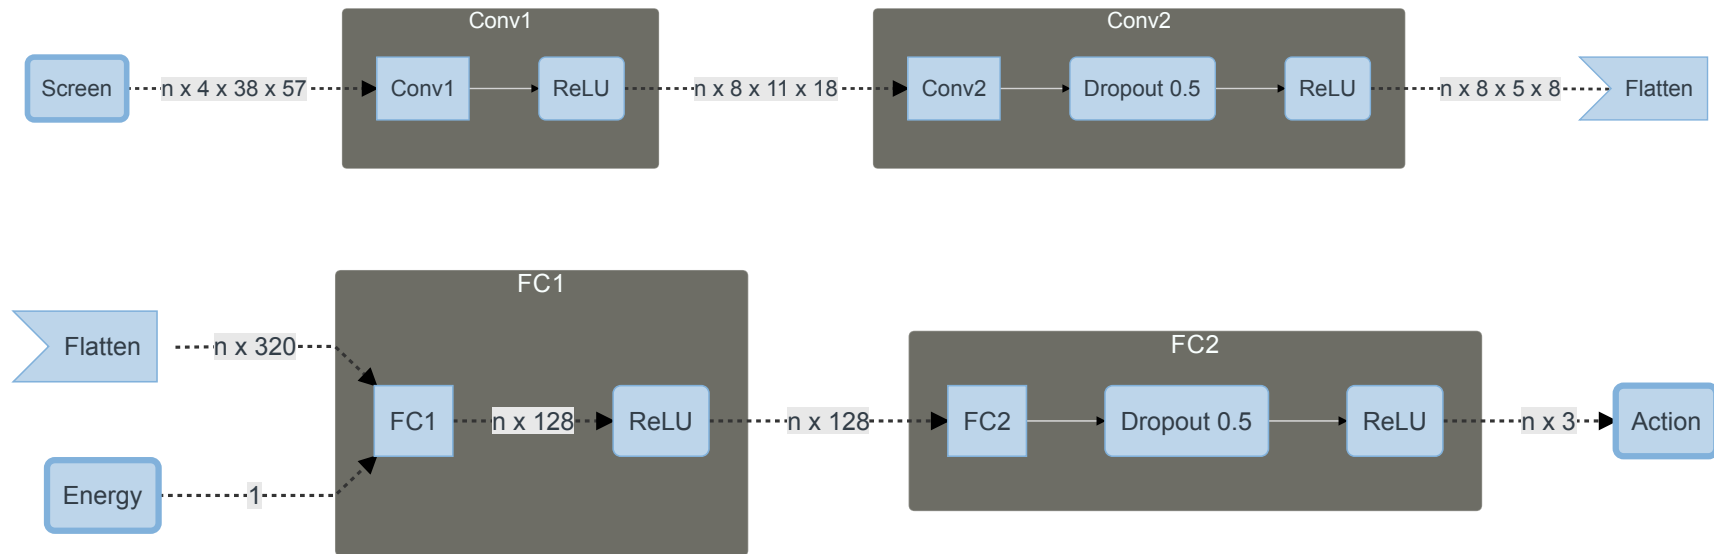 Conv1
Conv2
Screen
n x 4 x 38 x 57
Conv1
ReLU
n x 8 x 11 x 18
Conv2
Dropout 0.5
ReLU
n x 8 x 5 x 8
Flatten
FC1
FC2
Flatten
n x 320
Energy
1
FC1
n x 128
ReLU
n x 128
FC2
Dropout 0.5
ReLU
n x 3
Action